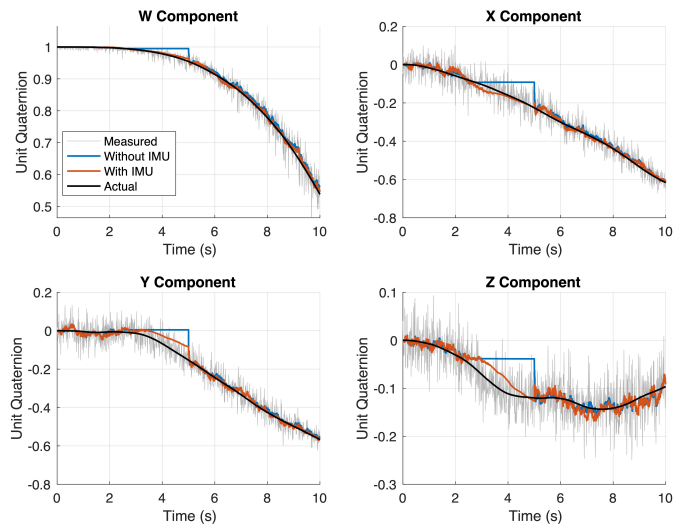 W Component
Unit Quaternion
1
0.9
0.8
0.7
0.6
0.5
Measured
Without IMU
With IMU
Actual
0 2 4 6 8 10
Time (s)
X Component
Unit Quaternion
0.2
0
-0.2
-0.4
-0.6
-0.8
0 2 4 6 8 10
Time (s)
Y Component
Unit Quaternion
0.2
0
-0.2
-0.4
-0.6
-0.8
0 2 4 6 8 10
Time (s)
Z Component
Unit Quaternion
0.1
0
-0.1
-0.2
-0.3
0 2 4 6 8 10
Time (s)